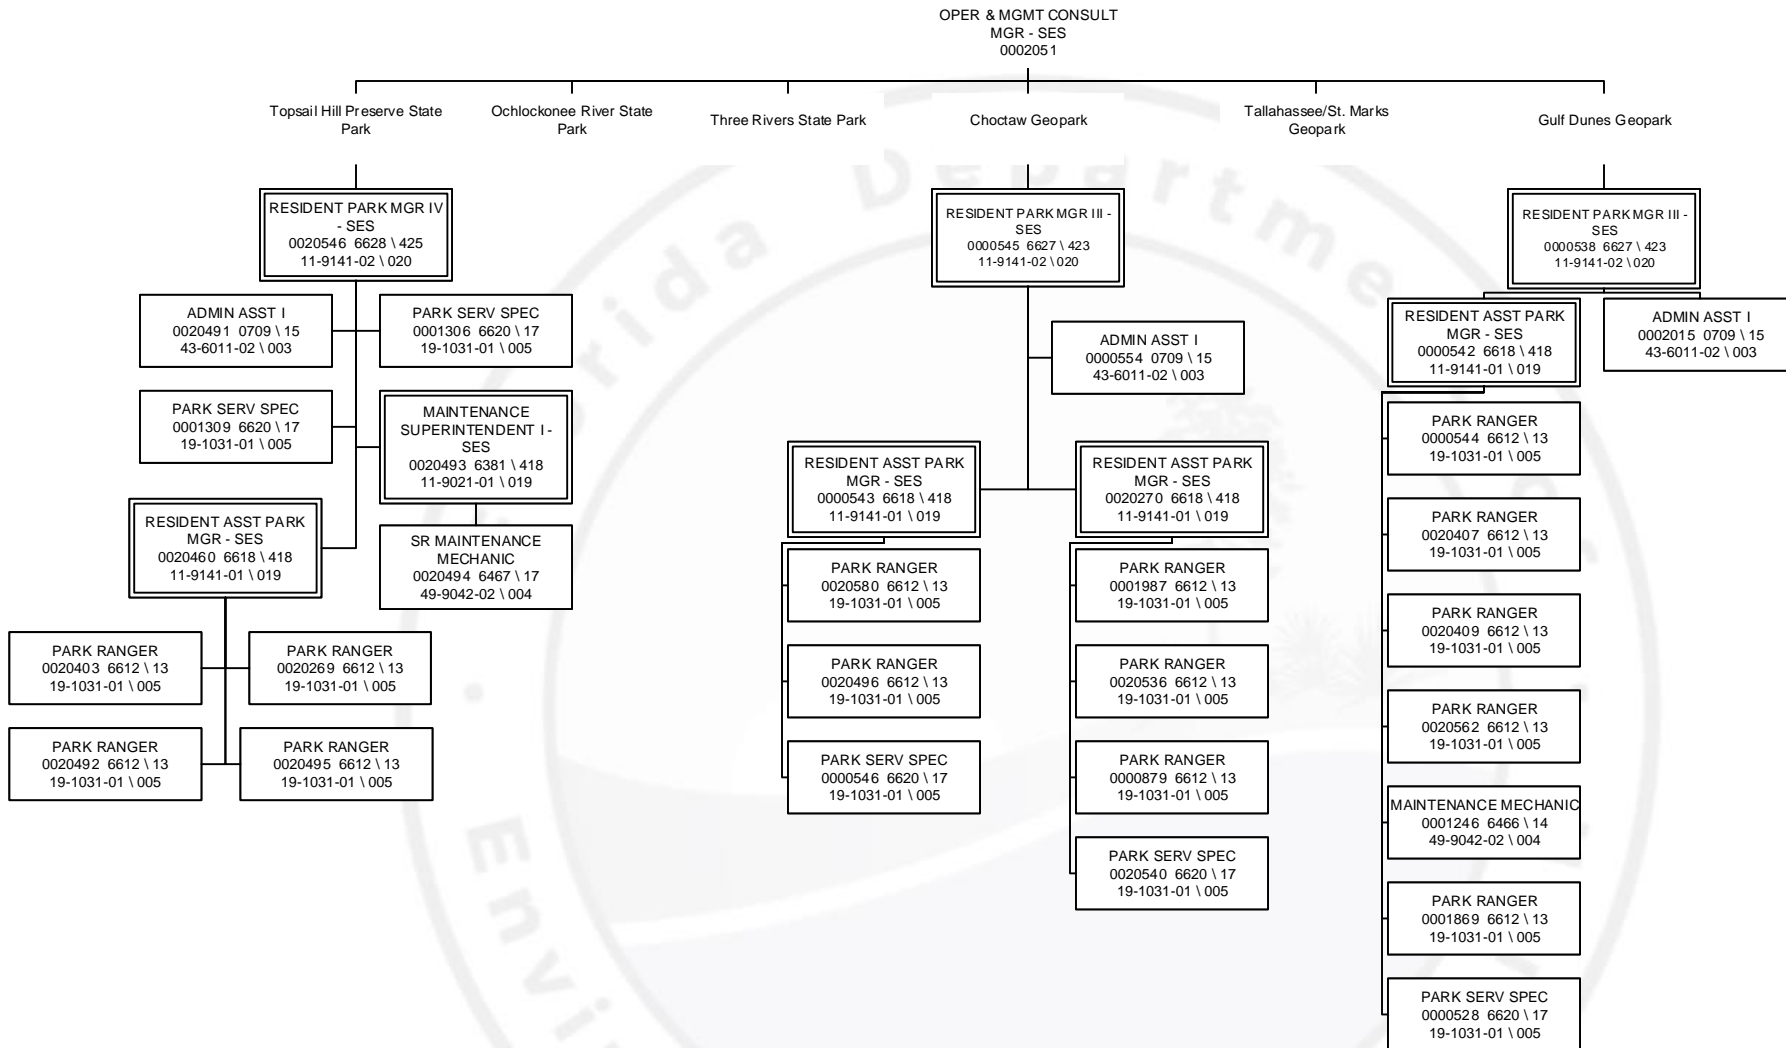 OPER & MGMT CONSULT
MGR - SES
0002051
Topsail Hill Preserve State
Park
Ochlockonee River State
Park
Three Rivers State Park
Choctaw Geopark
Tallahassee/St. Marks
Geopark
Gulf Dunes Geopark
RESIDENT PARK MGR IV
- SES
0020546 6628 \ 425
11-9141-02 \ 020
ADMIN ASST I
0020491 0709 \ 15
43-6011-02 \ 003
PARK SERV SPEC
0001306 6620 \ 17
19-1031-01 \ 005
PARK SERV SPEC
0001309 6620 \ 17
19-1031-01 \ 005
MAINTENANCE
SUPERINTENDENT I -
SES
0020493 6381 \ 418
11-9021-01 \ 019
RESIDENT ASST PARK
MGR - SES
0020460 6618 \ 418
11-9141-01 \ 019
SR MAINTENANCE
MECHANIC
0020494 6467 \ 17
49-9042-02 \ 004
PARK RANGER
0020403 6612 \ 13
19-1031-01 \ 005
PARK RANGER
0020269 6612 \ 13
19-1031-01 \ 005
PARK RANGER
0020492 6612 \ 13
19-1031-01 \ 005
PARK RANGER
0020495 6612 \ 13
19-1031-01 \ 005
RESIDENT PARK MGR III -
SES
0000545 6627 \ 423
11-9141-02 \ 020
ADMIN ASST I
0000554 0709 \ 15
43-6011-02 \ 003
RESIDENT ASST PARK
MGR - SES
0000543 6618 \ 418
11-9141-01 \ 019
PARK RANGER
0020580 6612 \ 13
19-1031-01 \ 005
PARK RANGER
0020496 6612 \ 13
19-1031-01 \ 005
PARK SERV SPEC
0000546 6620 \ 17
19-1031-01 \ 005
RESIDENT ASST PARK
MGR - SES
0020270 6618 \ 418
11-9141-01 \ 019
PARK RANGER
0001987 6612 \ 13
19-1031-01 \ 005
PARK RANGER
0020536 6612 \ 13
19-1031-01 \ 005
PARK RANGER
0000879 6612 \ 13
19-1031-01 \ 005
PARK SERV SPEC
0020540 6620 \ 17
19-1031-01 \ 005
RESIDENT PARK MGR III -
SES
0000538 6627 \ 423
11-9141-02 \ 020
RESIDENT ASST PARK
MGR - SES
0000542 6618 \ 418
11-9141-01 \ 019
ADMIN ASST I
0002015 0709 \ 15
43-6011-02 \ 003
PARK RANGER
0000544 6612 \ 13
19-1031-01 \ 005
PARK RANGER
0020407 6612 \ 13
19-1031-01 \ 005
PARK RANGER
0020409 6612 \ 13
19-1031-01 \ 005
PARK RANGER
0020562 6612 \ 13
19-1031-01 \ 005
MAINTENANCE MECHANIC
0001246 6466 \ 14
49-9042-02 \ 004
PARK RANGER
0001869 6612 \ 13
19-1031-01 \ 005
PARK SERV SPEC
0000528 6620 \ 17
19-1031-01 \ 005